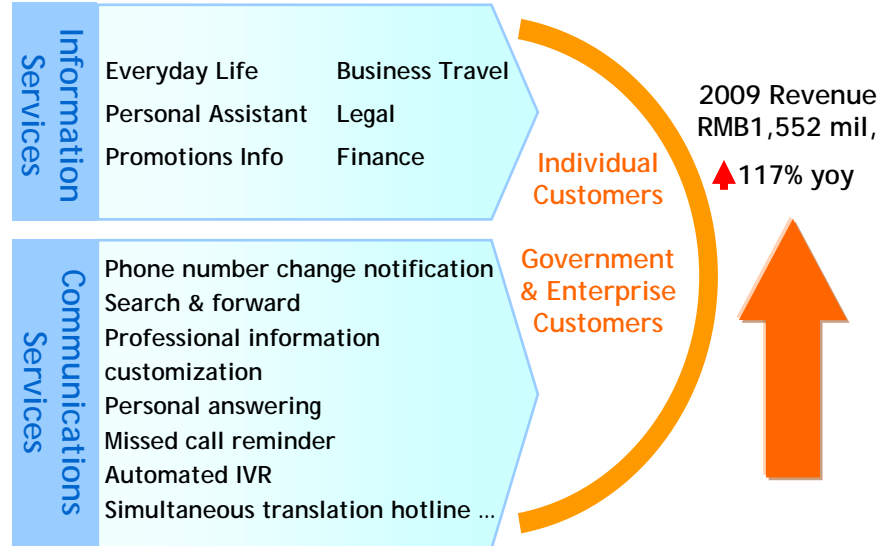 Information
Services
Everyday Life Business Travel
Personal Assistant Legal
Promotions Info Finance
Communications
Services
Phone number change notification
Search & forward
Professional information
customization
Personal answering
Missed call reminder
Automated IVR
Simultaneous translation hotline ...
Individual
Customers
Government
& Enterprise
Customers
2009 Revenue
RMB1,552 mil,
117% yoy